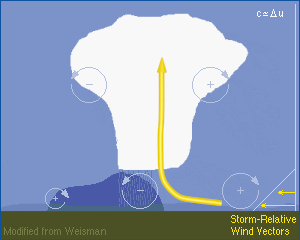 c≃Δu
−
+
+
−
+
Storm-Relative
Modified from Weisman
Wind Vectors